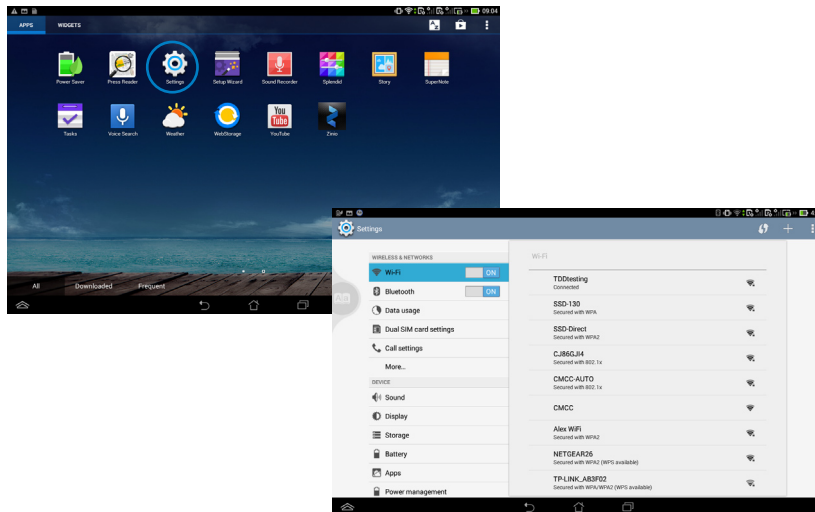 09:04
APPS WIDGETS
Power Saver Press Reader Settings Setup Wizard Sound Recorder Splendid Story SuperNote
You
Tube
Tasks Voice Search Weather WebStorage YouTube Zinio
All Downloaded Frequent
4
Settings
WIRELESS & NETWORKS
Wi-Fi ON
Bluetooth ON
Data usage
Dual SIM card settings
Call settings
More...
DEVICE
Sound
Display
Storage
Battery
Apps
Power management
Wi-Fi
TDDtesting
Connected
SSD-130
Secured with WPA
SSD-Direct
Secured with WPA2
CJ86GJI4
Secured with 802.1x
CMCC-AUTO
Secured with 802.1x
CMCC
Alex WiFi
Secured with WPA2
NETGEAR26
Secured with WPA2 (WPS available)
TP-LINK_AB3F02
Secured with WPA/WPA2 (WPS available)